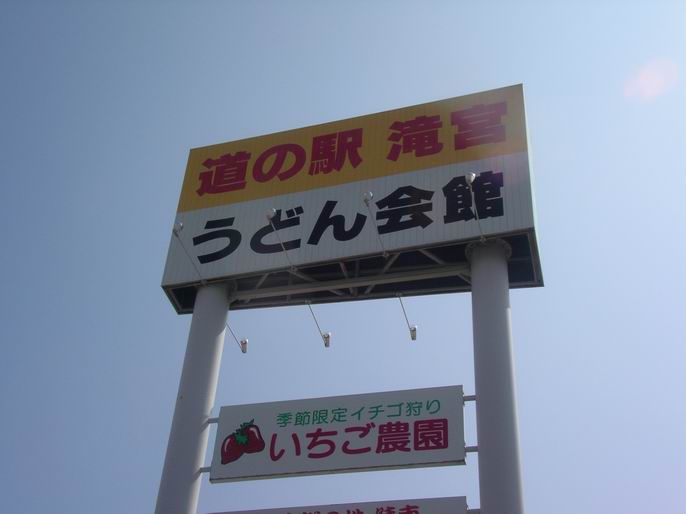 道の駅 滝宮
うどん会館
季節限定イチゴ狩り
いちご農園